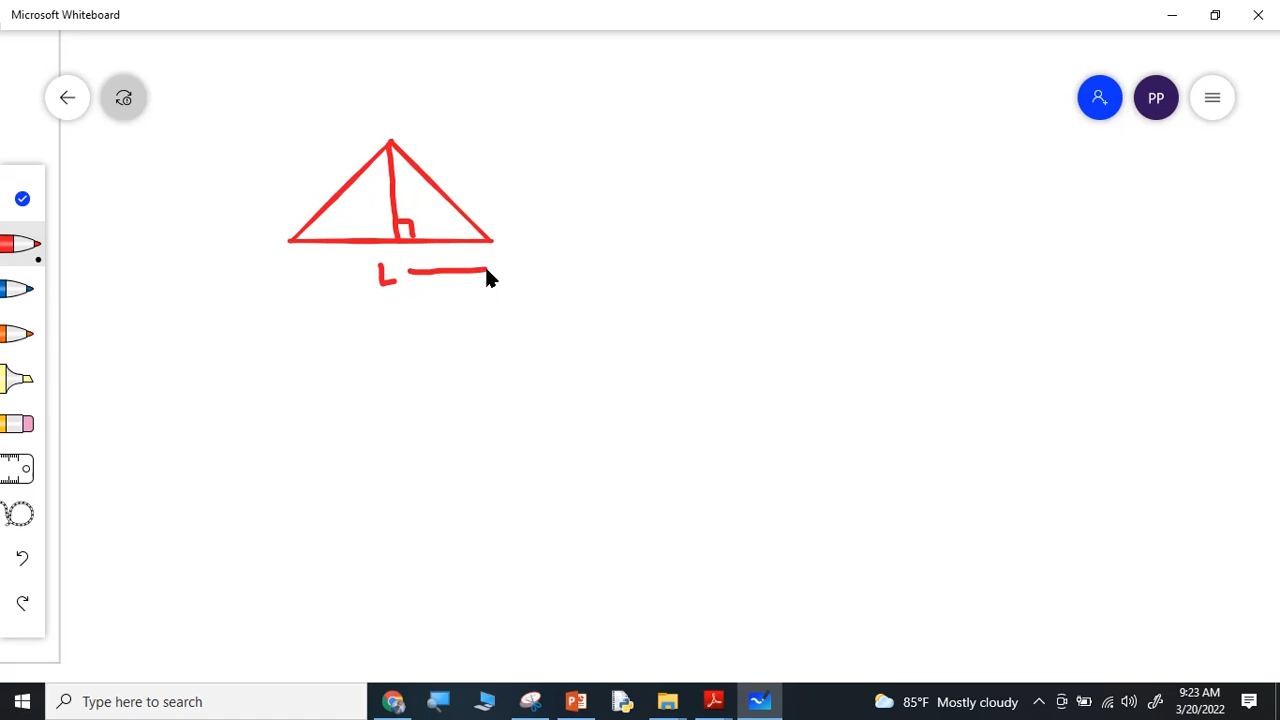 Microsoft Whiteboard
PP
L
Type here to search
85°F Mostly cloudy
9:23 AM
3/20/2022